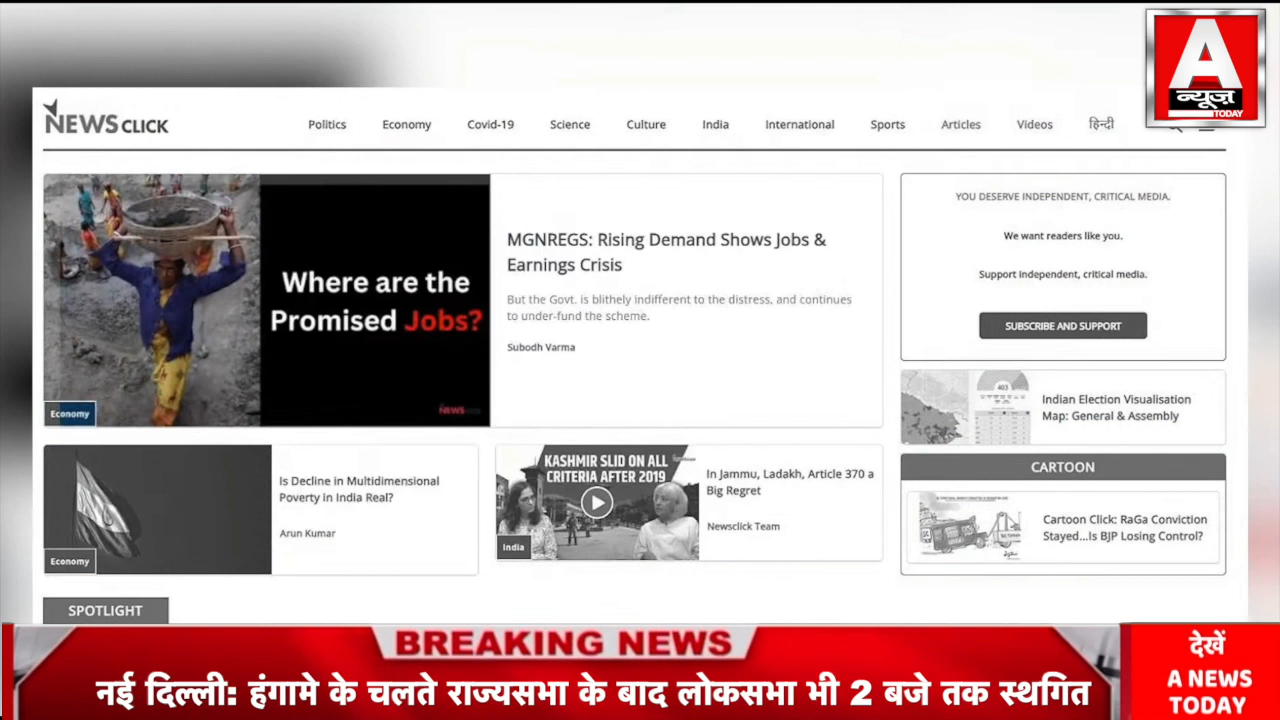 A
न्यूज़
TODAY
NEWS CLICK
Politics Economy Covid-19 Science Culture India International Sports Articles Videos हिन्दी
Where are the
Promised Jobs?
NEWS
Economy
MGNREGS: Rising Demand Shows Jobs &
Earnings Crisis
But the Govt. is blithely indifferent to the distress, and continues
to under-fund the scheme.
Subodh Varma
YOU DESERVE INDEPENDENT, CRITICAL MEDIA.
We want readers like you.
Support independent, critical media.
SUBSCRIBE AND SUPPORT
403
Indian Election Visualisation
Map: General & Assembly
Economy
Is Decline in Multidimensional
Poverty in India Real?
Arun Kumar
KASHMIR SLID ON ALL
CRITERIA AFTER 2019
India
In Jammu, Ladakh, Article 370 a
Big Regret
Newsclick Team
CARTOON
Cartoon Click: RaGa Conviction
Stayed...Is BJP Losing Control?
SPOTLIGHT
BREAKING NEWS
नई दिल्ली: हंगामे के चलते राज्यसभा के बाद लोकसभा भी 2 बजे तक स्थगित
देखें
A NEWS
TODAY